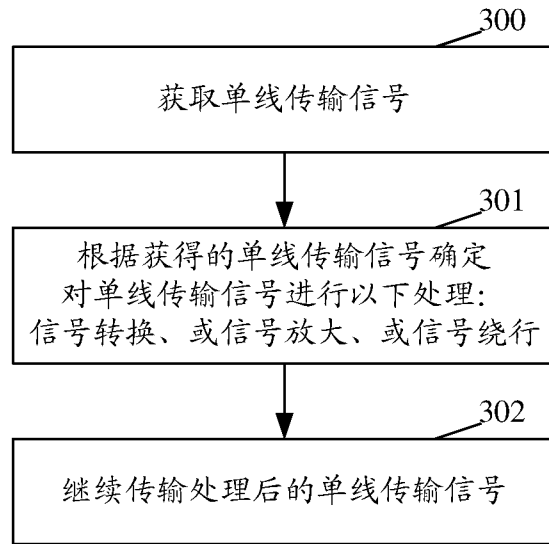 300
获取单线传输信号
301
根据获得的单线传输信号确定
对单线传输信号进行以下处理：
信号转换、或信号放大、或信号绕行
302
继续传输处理后的单线传输信号